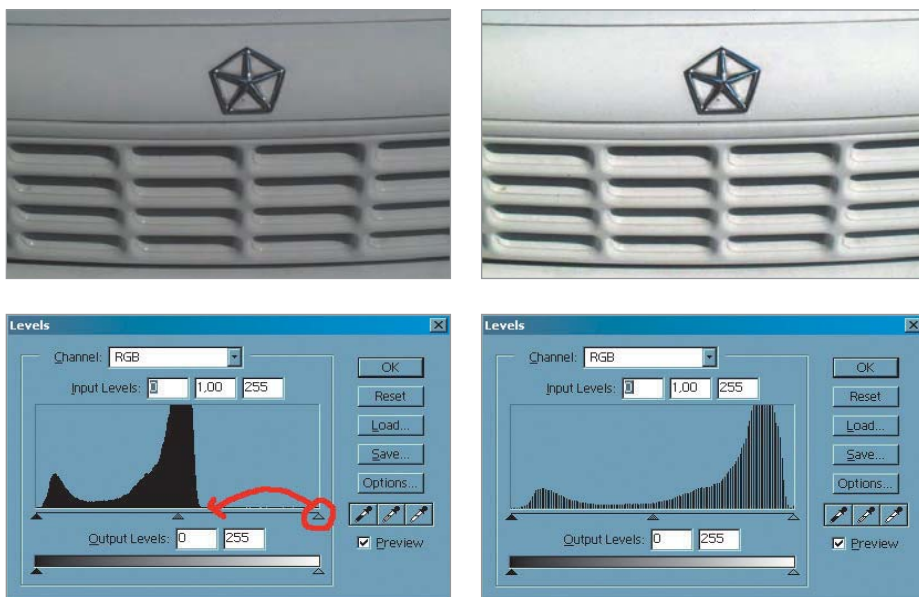 Levels
Channel: RGB
Input Levels: 0 1,00 255
OK
Reset
Load...
Save...
Options...
Preview
Output Levels: 0 255
Levels
Channel: RGB
Input Levels: 0 1,00 255
OK
Reset
Load...
Save...
Options...
Preview
Output Levels: 0 255